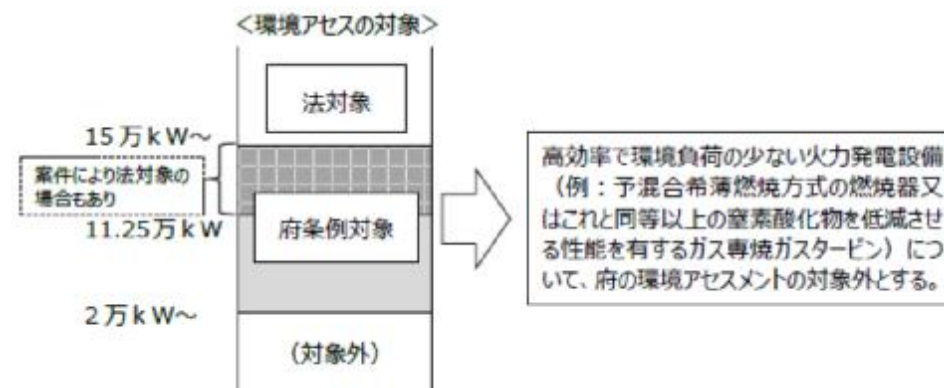 ＜環境アセスの対象＞
法対象
15万kW～
案件により法対象の
場合もあり
11.25万kW
府条例対象
2万kW～
（対象外）
高効率で環境負荷の少ない火力発電設備
（例：予混合希薄燃焼方式の燃焼器又
はこれと同等以上の窒素酸化物を低減させ
る性能を有するガス専焼ガスタービン）につ
いて、府の環境アセスメントの対象外とする。